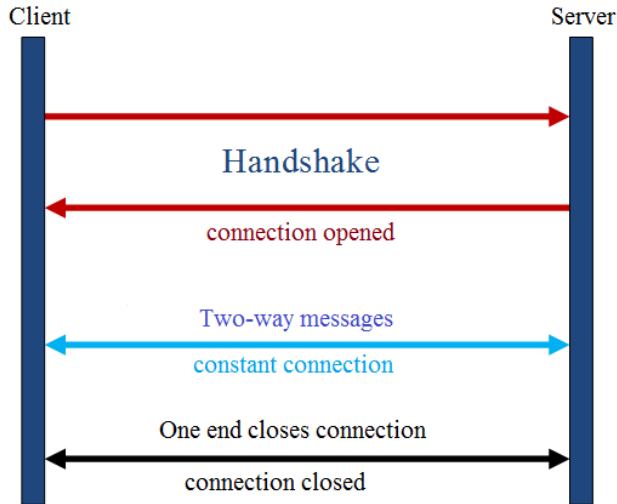 Client
Server
Handshake
connection opened
Two-way messages
constant connection
One end closes connection
connection closed